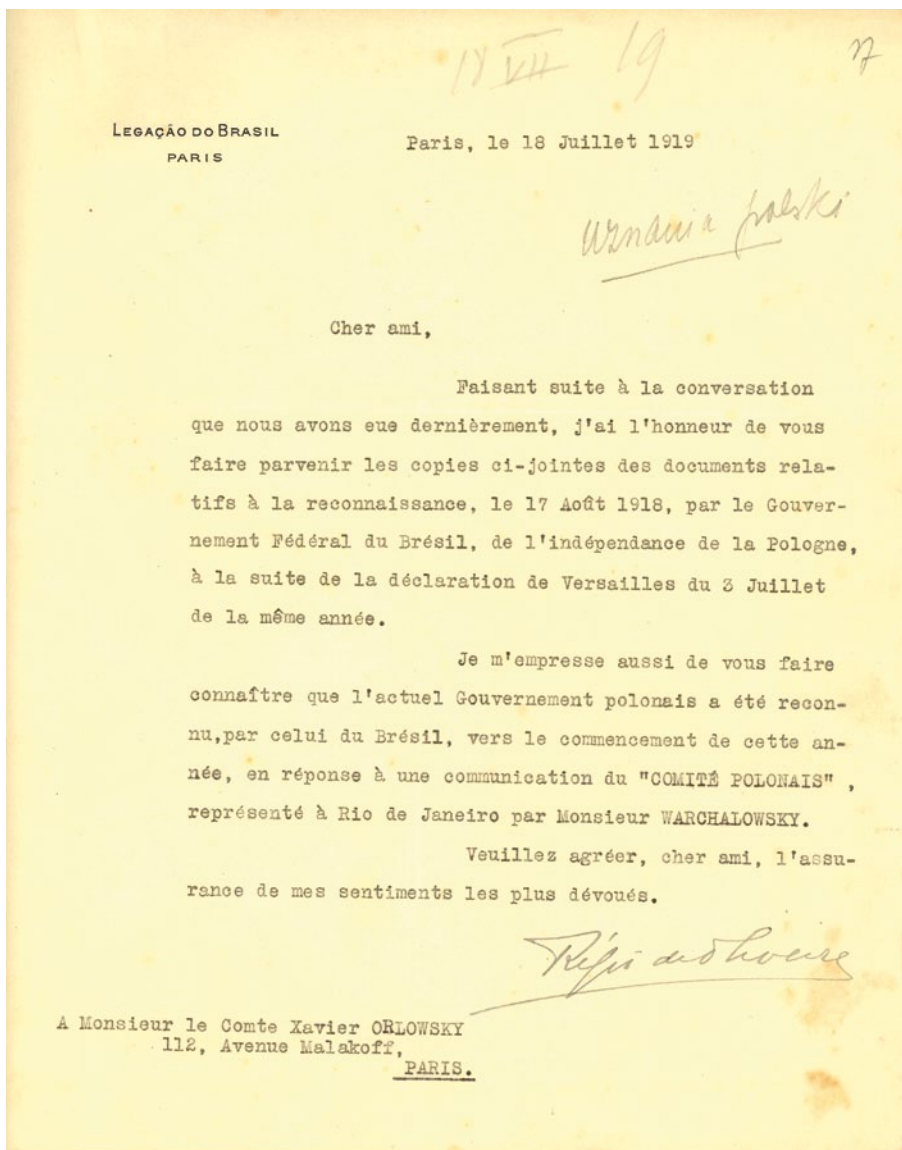 18 VII 19
LEGAÇÃO DO BRASIL
PARIS
Paris, le 18 Juillet 1919
uznania polski
Cher ami,
Faisant suite à la conversation
que nous avons eue dernièrement, j'ai l'honneur de vous
faire parvenir les copies ci-jointes des documents rela-
tifs à la reconnaissance, le 17 Août 1918, par le Gouver-
nement Fédéral du Brésil, de l'indépendance de la Pologne,
à la suite de la déclaration de Versailles du 3 Juillet
de la même année.
Je m'empresse aussi de vous faire
connaître que l'actuel Gouvernement polonais a été recon-
nu,par celui du Brésil, vers le commencement de cette an-
née, en réponse à une communication du "COMITÉ POLONAIS" ,
représenté à Rio de Janeiro par Monsieur WARCHALOWSKY.
Veuillez agréer, cher ami, l'assu-
rance de mes sentiments les plus dévoués.
A Monsieur le Comte Xavier ORLOWSKY
112, Avenue Malakoff,
PARIS.